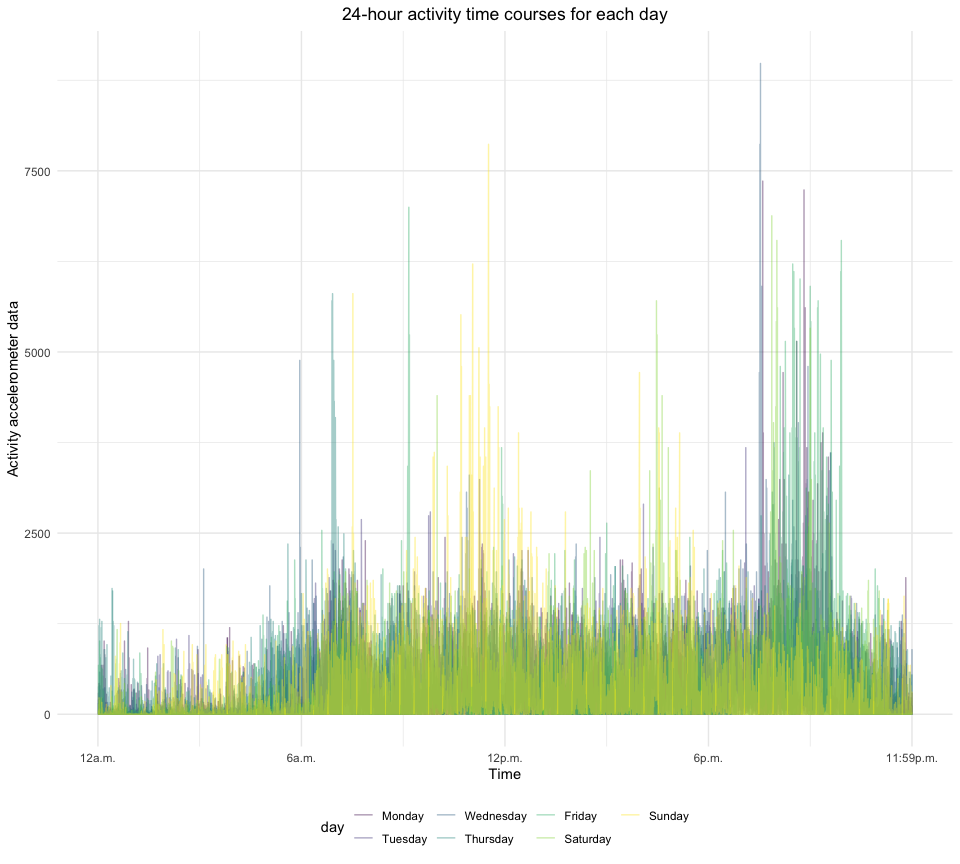 24-hour activity time courses for each day
Activity accelerometer data
7500
5000
2500
0
12a.m. 6a.m. 12p.m. 6p.m. 11:59p.m.
Time
day
Monday Wednesday Friday Sunday
Tuesday Thursday Saturday